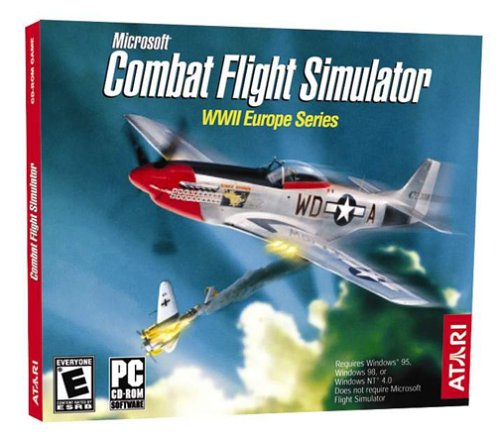 Microsoft
Combat Flight Simulator
WWII Europe Series
CD-ROM GAME
Combat Flight Simulator
ATARI
WD
A
EVERYONE
E
CONTENT RATED BY
ESRB
PC
CD-ROM
SOFTWARE
Requires Windows® 95,
Windows 98, or
Windows NT® 4.0
Does not require Microsoft
Flight Simulator
ATARI